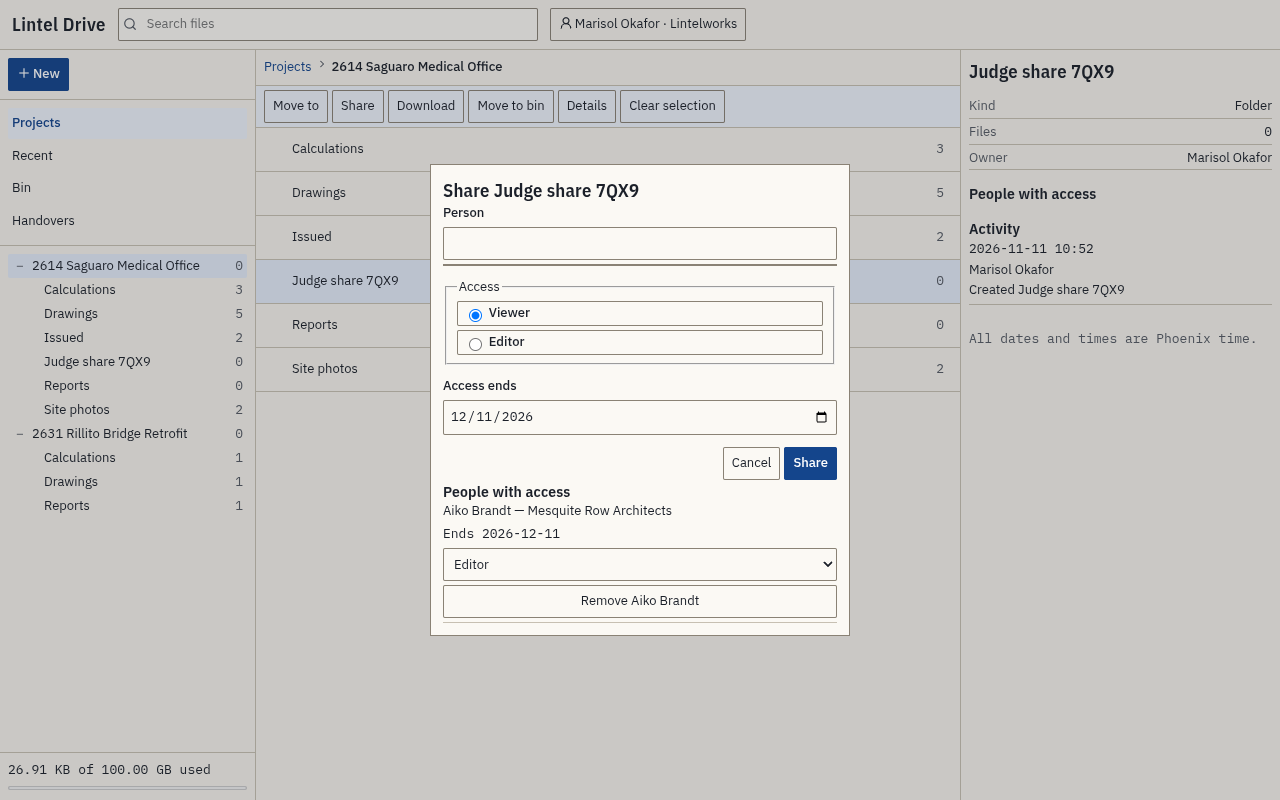 Lintel Drive
Search files
Marisol Okafor · Lintelworks
New
Projects
Recent
Bin
Handovers
2614 Saguaro Medical Office 0
Calculations 3
Drawings 5
Issued 2
Judge share 7QX9 0
Reports 0
Site photos 2
2631 Rillito Bridge Retrofit 0
Calculations 1
Drawings 1
Reports 1
26.91 KB of 100.00 GB used
Projects > 2614 Saguaro Medical Office
Move to Share Download Move to bin Details Clear selection
Calculations 3
Drawings 5
Issued 2
Judge share 7QX9 0
Reports 0
Site photos 2
Share Judge share 7QX9
Person
Access
Viewer
Editor
Access ends
12/11/2026
Cancel Share
People with access
Aiko Brandt — Mesquite Row Architects
Ends 2026-12-11
Editor
Remove Aiko Brandt
Judge share 7QX9
Kind Folder
Files 0
Owner Marisol Okafor
People with access
Activity
2026-11-11 10:52
Marisol Okafor
Created Judge share 7QX9
All dates and times are Phoenix time.